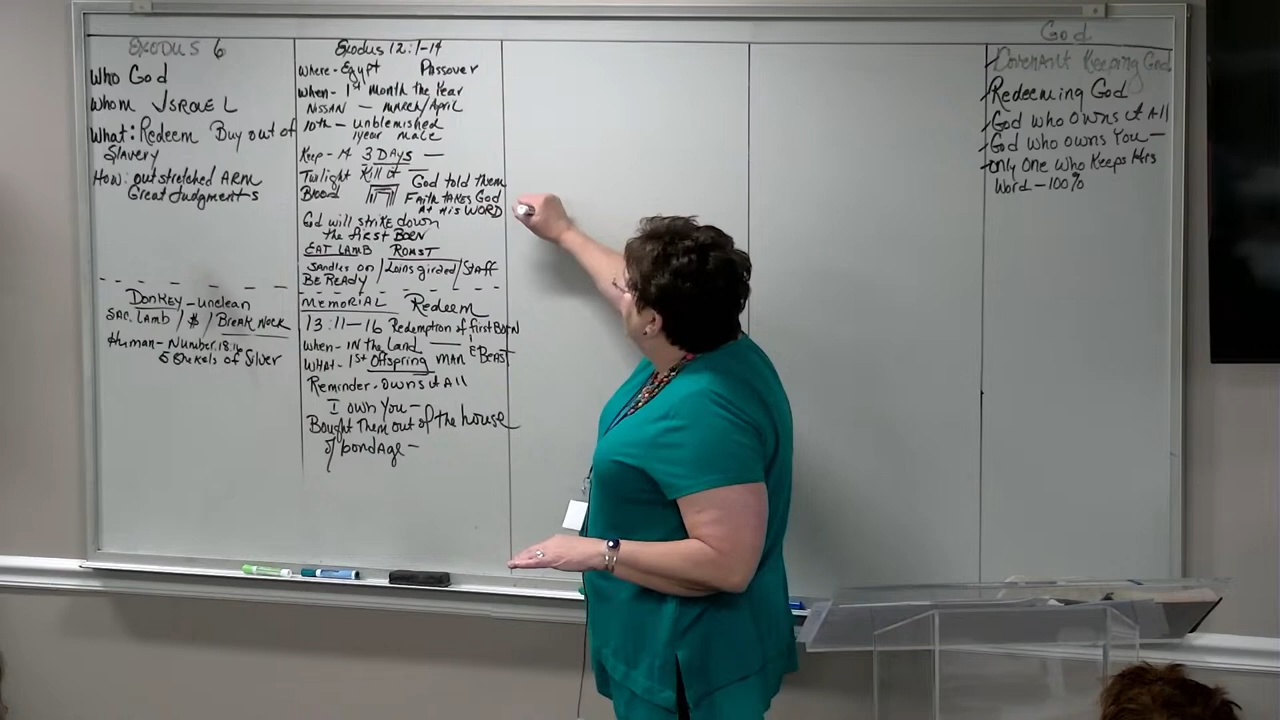 Exodus 6
Who God
Whom ISRAEL
What: Redeem Buy out of
Slavery
How: outstretched ARM
Great Judgments
Donkey - unclean
SAC. Lamb / $ / Break Neck
Human - Number 18:16
5 Shekels of Silver
Exodus 12:1-14
Where - Egypt Passover
When - 1st Month the Year
NISSAN - March/April
10th - unblemished
1year male
Keep - 14 3 DAYS —
Twilight Kill it —
Blood God told them
Faith takes God
At His WORD
God will strike down
the first BORN
EAT LAMB ROAST
Sandles on / Loins girded / Staff
BE READY
MEMORIAL Redeem
13:11-16 Redemption of first BORN
When - IN the Land —
WHAT - 1st Offspring MAN & BEAST
Reminder - owns it All
I own You -
Bought Them out of the house
of bondage -
God
Covenant Keeping God
Redeeming God
God who owns it All
God who owns You -
only One who Keeps His
Word - 100%